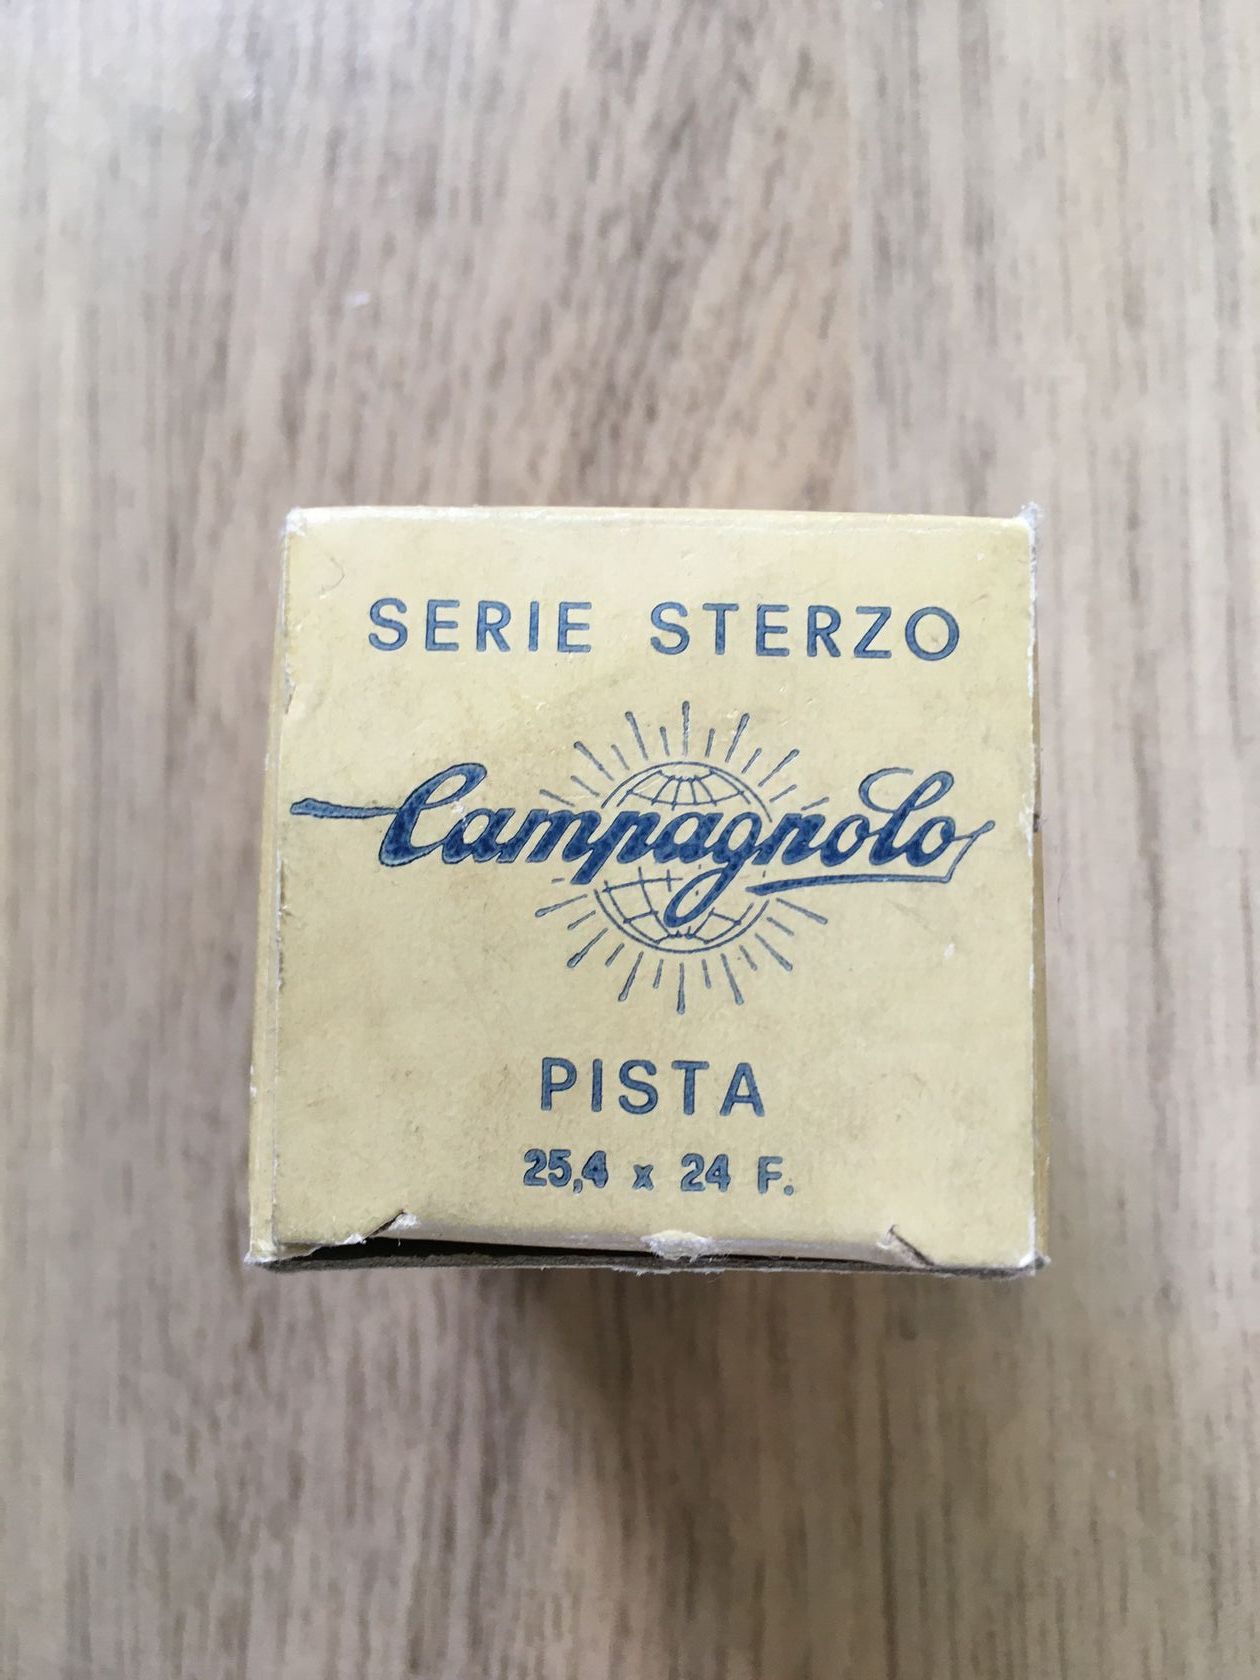 SERIE STERZO
Campagnolo
PISTA
25,4 x 24 F.